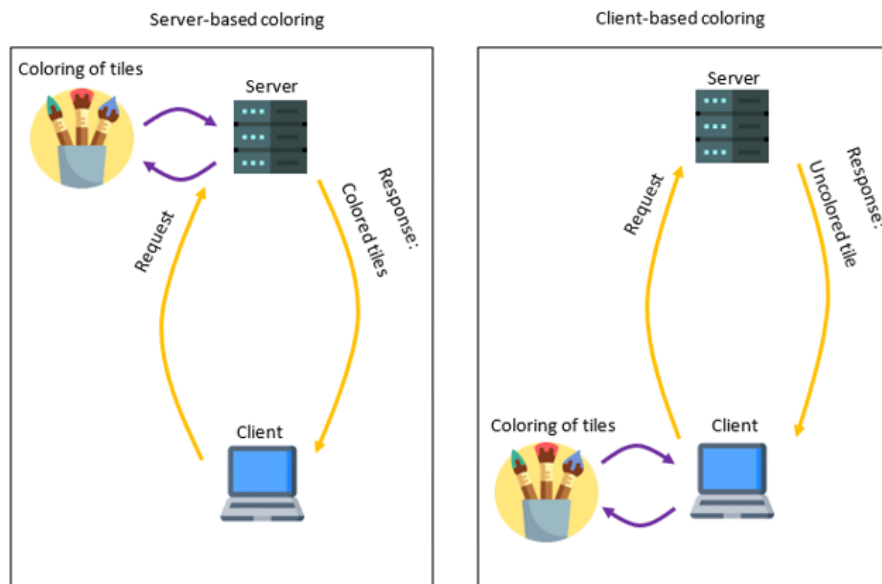 Server-based coloring
Coloring of tiles
Server
Request
Response:
Colored tiles
Client
Client-based coloring
Server
Request
Response:
Uncolored tile
Coloring of tiles
Client